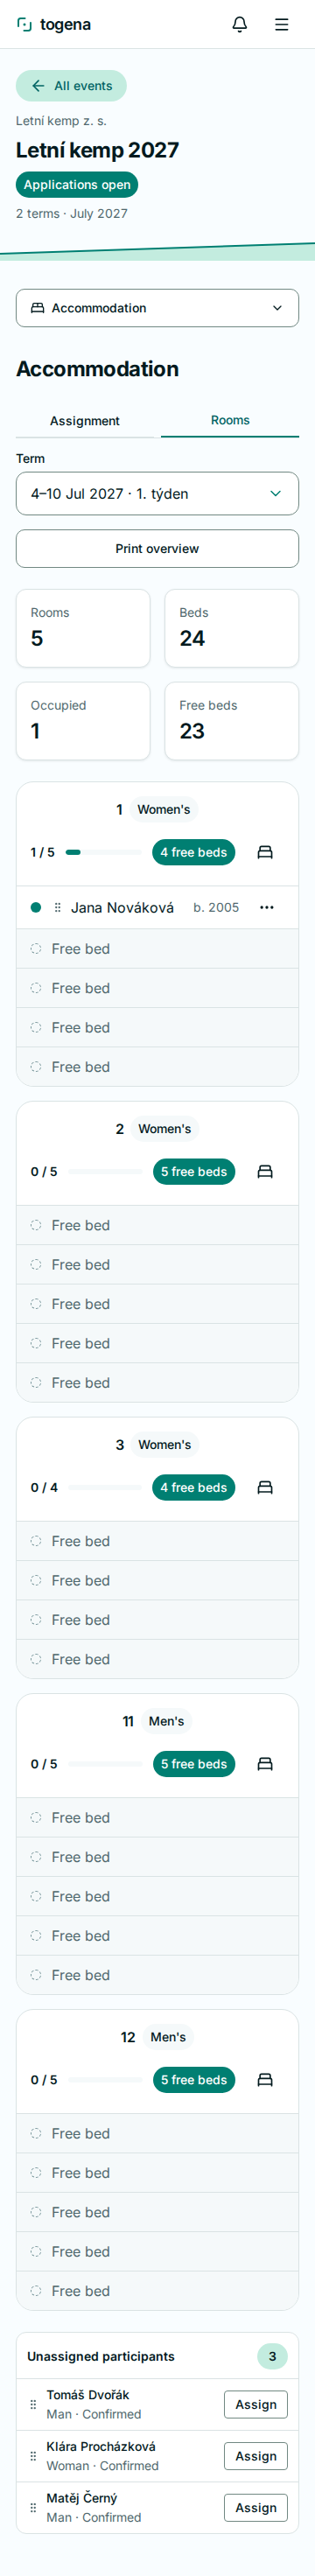 togena
All events
Letní kemp z. s.
Letní kemp 2027
Applications open
2 terms · July 2027
Accommodation
Accommodation
Assignment Rooms
Term
4–10 Jul 2027 · 1. týden
Print overview
Rooms Beds
5 24
Occupied Free beds
1 23
1 Women's
1 / 5 4 free beds
Jana Nováková b. 2005
Free bed
Free bed
Free bed
Free bed
2 Women's
0 / 5 5 free beds
Free bed
Free bed
Free bed
Free bed
Free bed
3 Women's
0 / 4 4 free beds
Free bed
Free bed
Free bed
Free bed
11 Men's
0 / 5 5 free beds
Free bed
Free bed
Free bed
Free bed
Free bed
12 Men's
0 / 5 5 free beds
Free bed
Free bed
Free bed
Free bed
Free bed
Unassigned participants 3
Tomáš Dvořák
Man · Confirmed Assign
Klára Procházková
Woman · Confirmed Assign
Matěj Černý
Man · Confirmed Assign